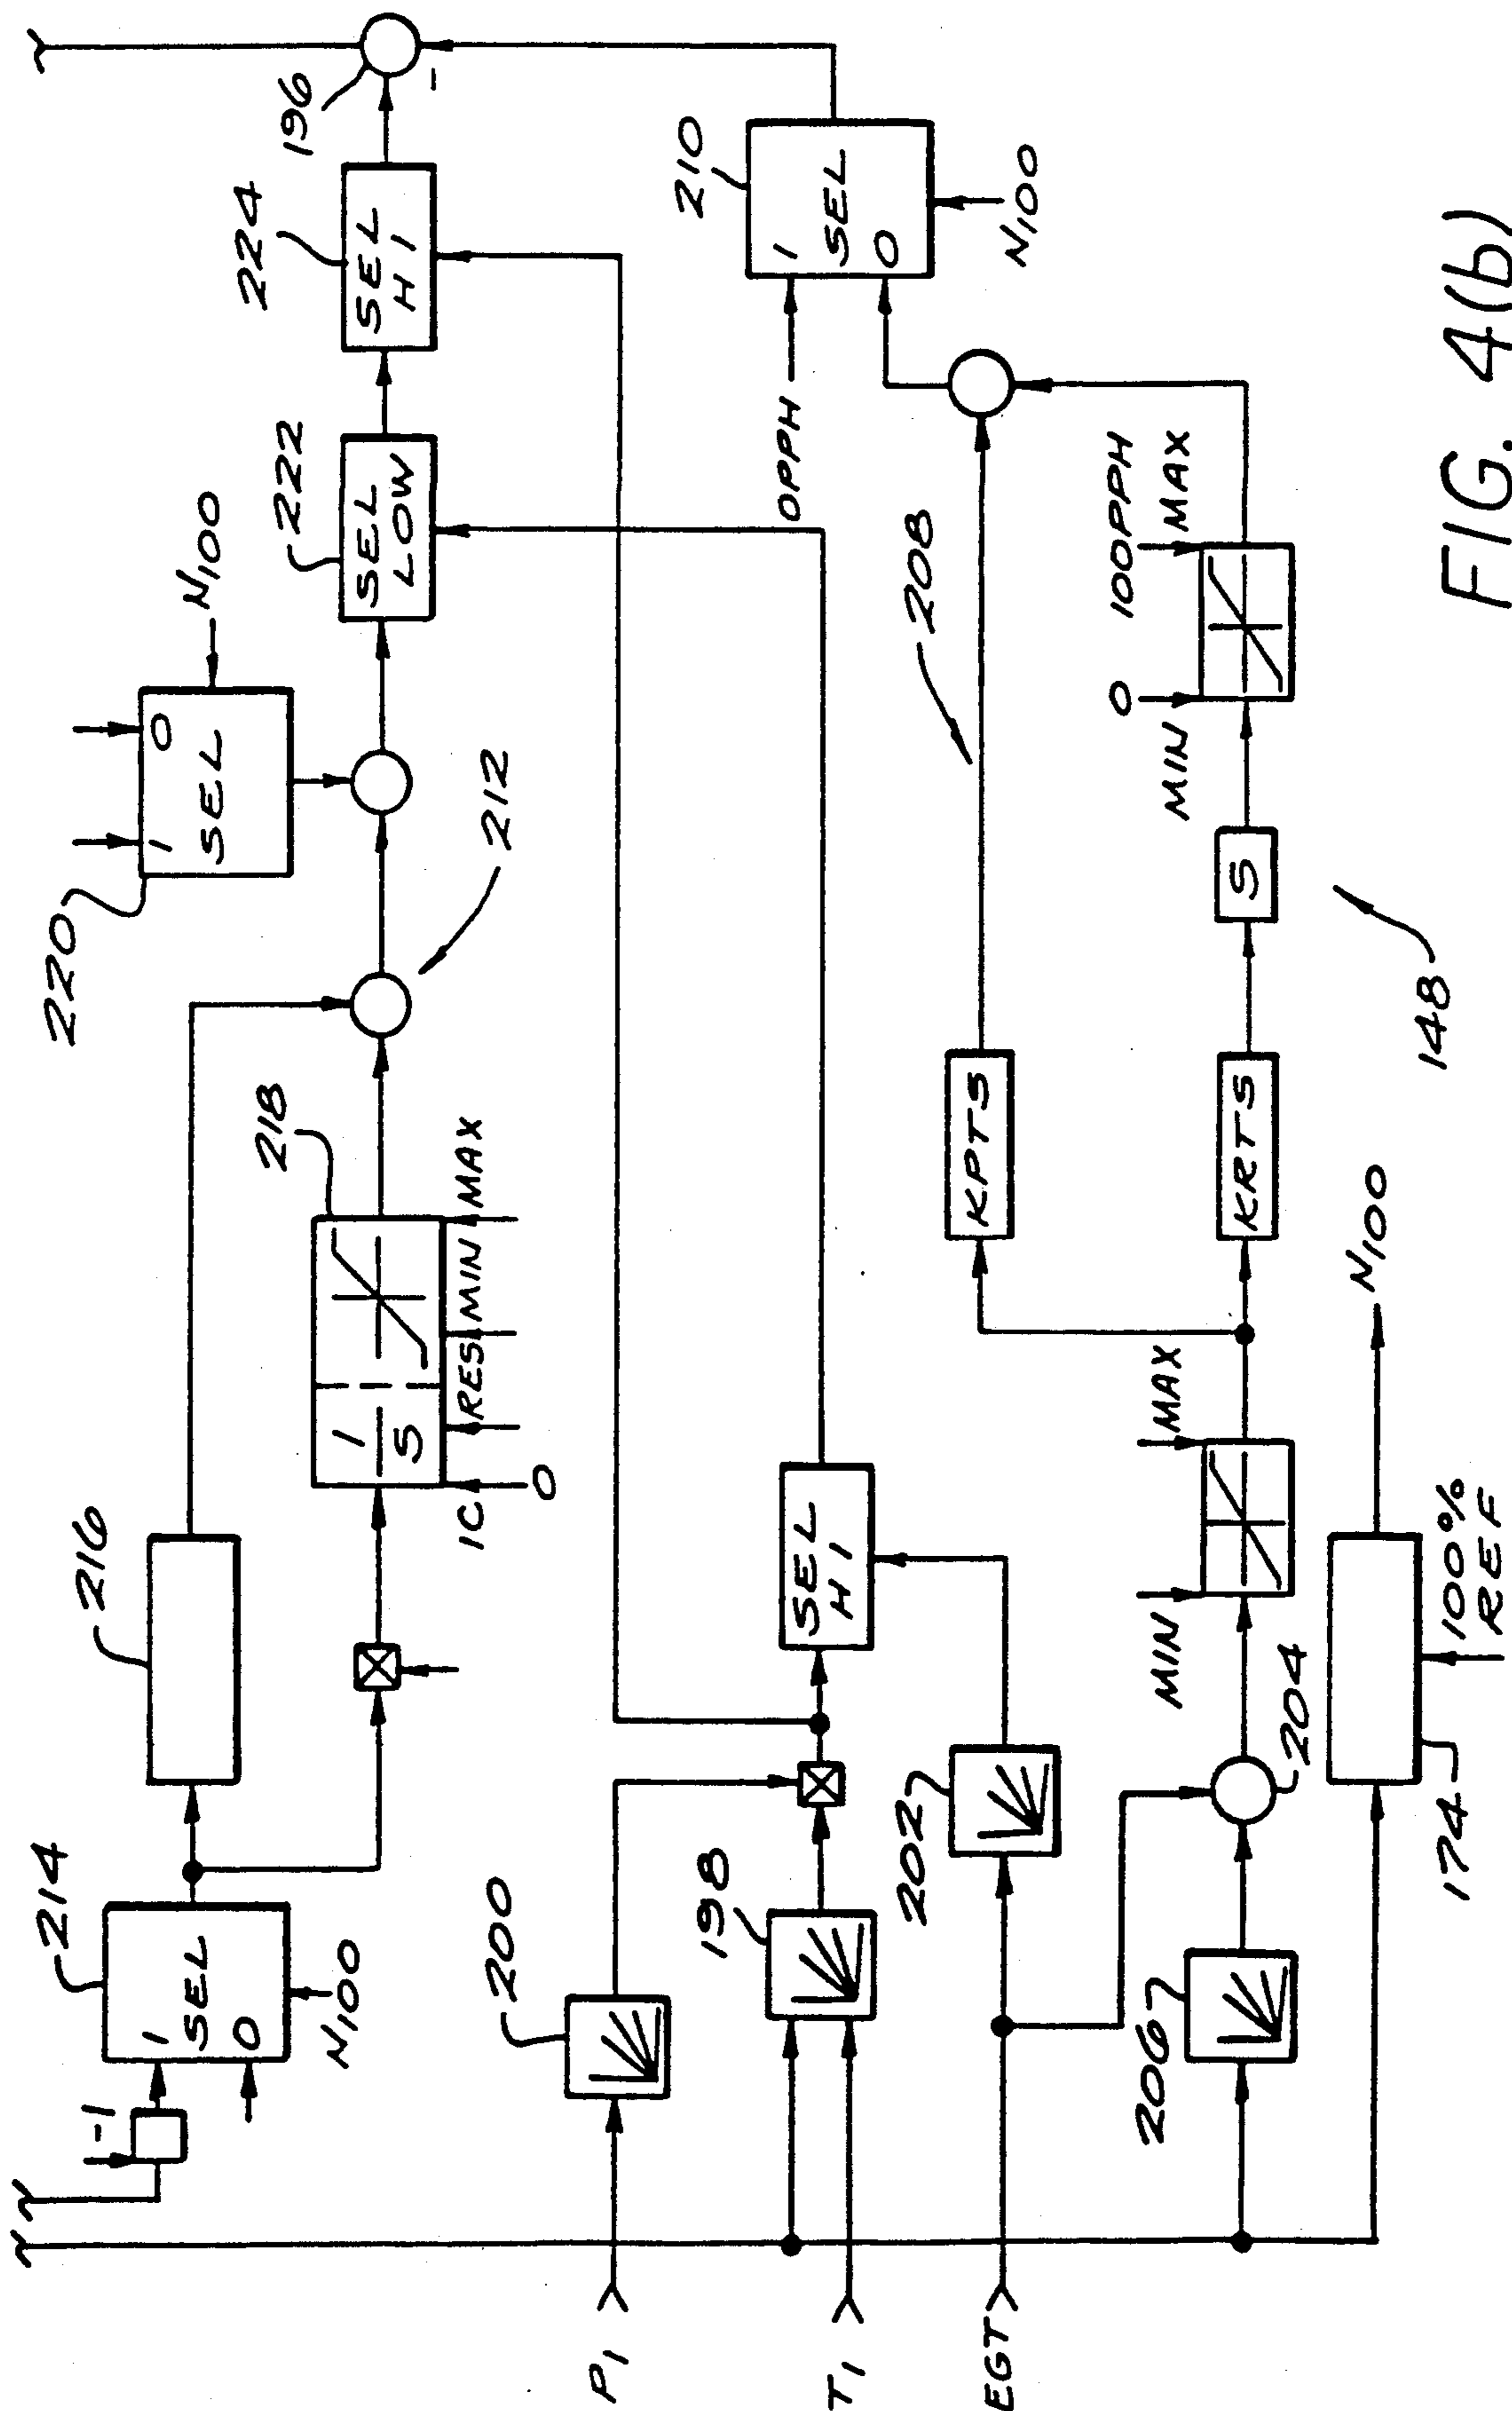 196
224
SEL
HI
222
SEL
LOW
N100
220
1
0
SEL
212
218
1
S
IC
0
RES
MIN
MAX
216
214
1
SEL
0
N100
-1
-
210
1
SEL
0
N100
0PPH
208
KPTS
SEL
HI
200
198
202
P1
T1
EGT
206
204
MIN
MAX
KRTS
S
MIN
0
100PPH
MAX
148
174
100%
REF
N100
FIG. 4(b)